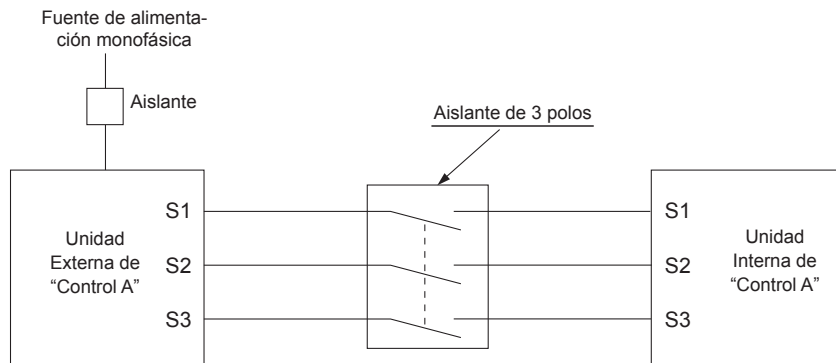 Fuente de alimenta-
ción monofásica
Aislante
Aislante de 3 polos
S1
S1
Unidad
Externa de
“Control A”
S2
S2
Unidad
Interna de
“Control A”
S3
S3